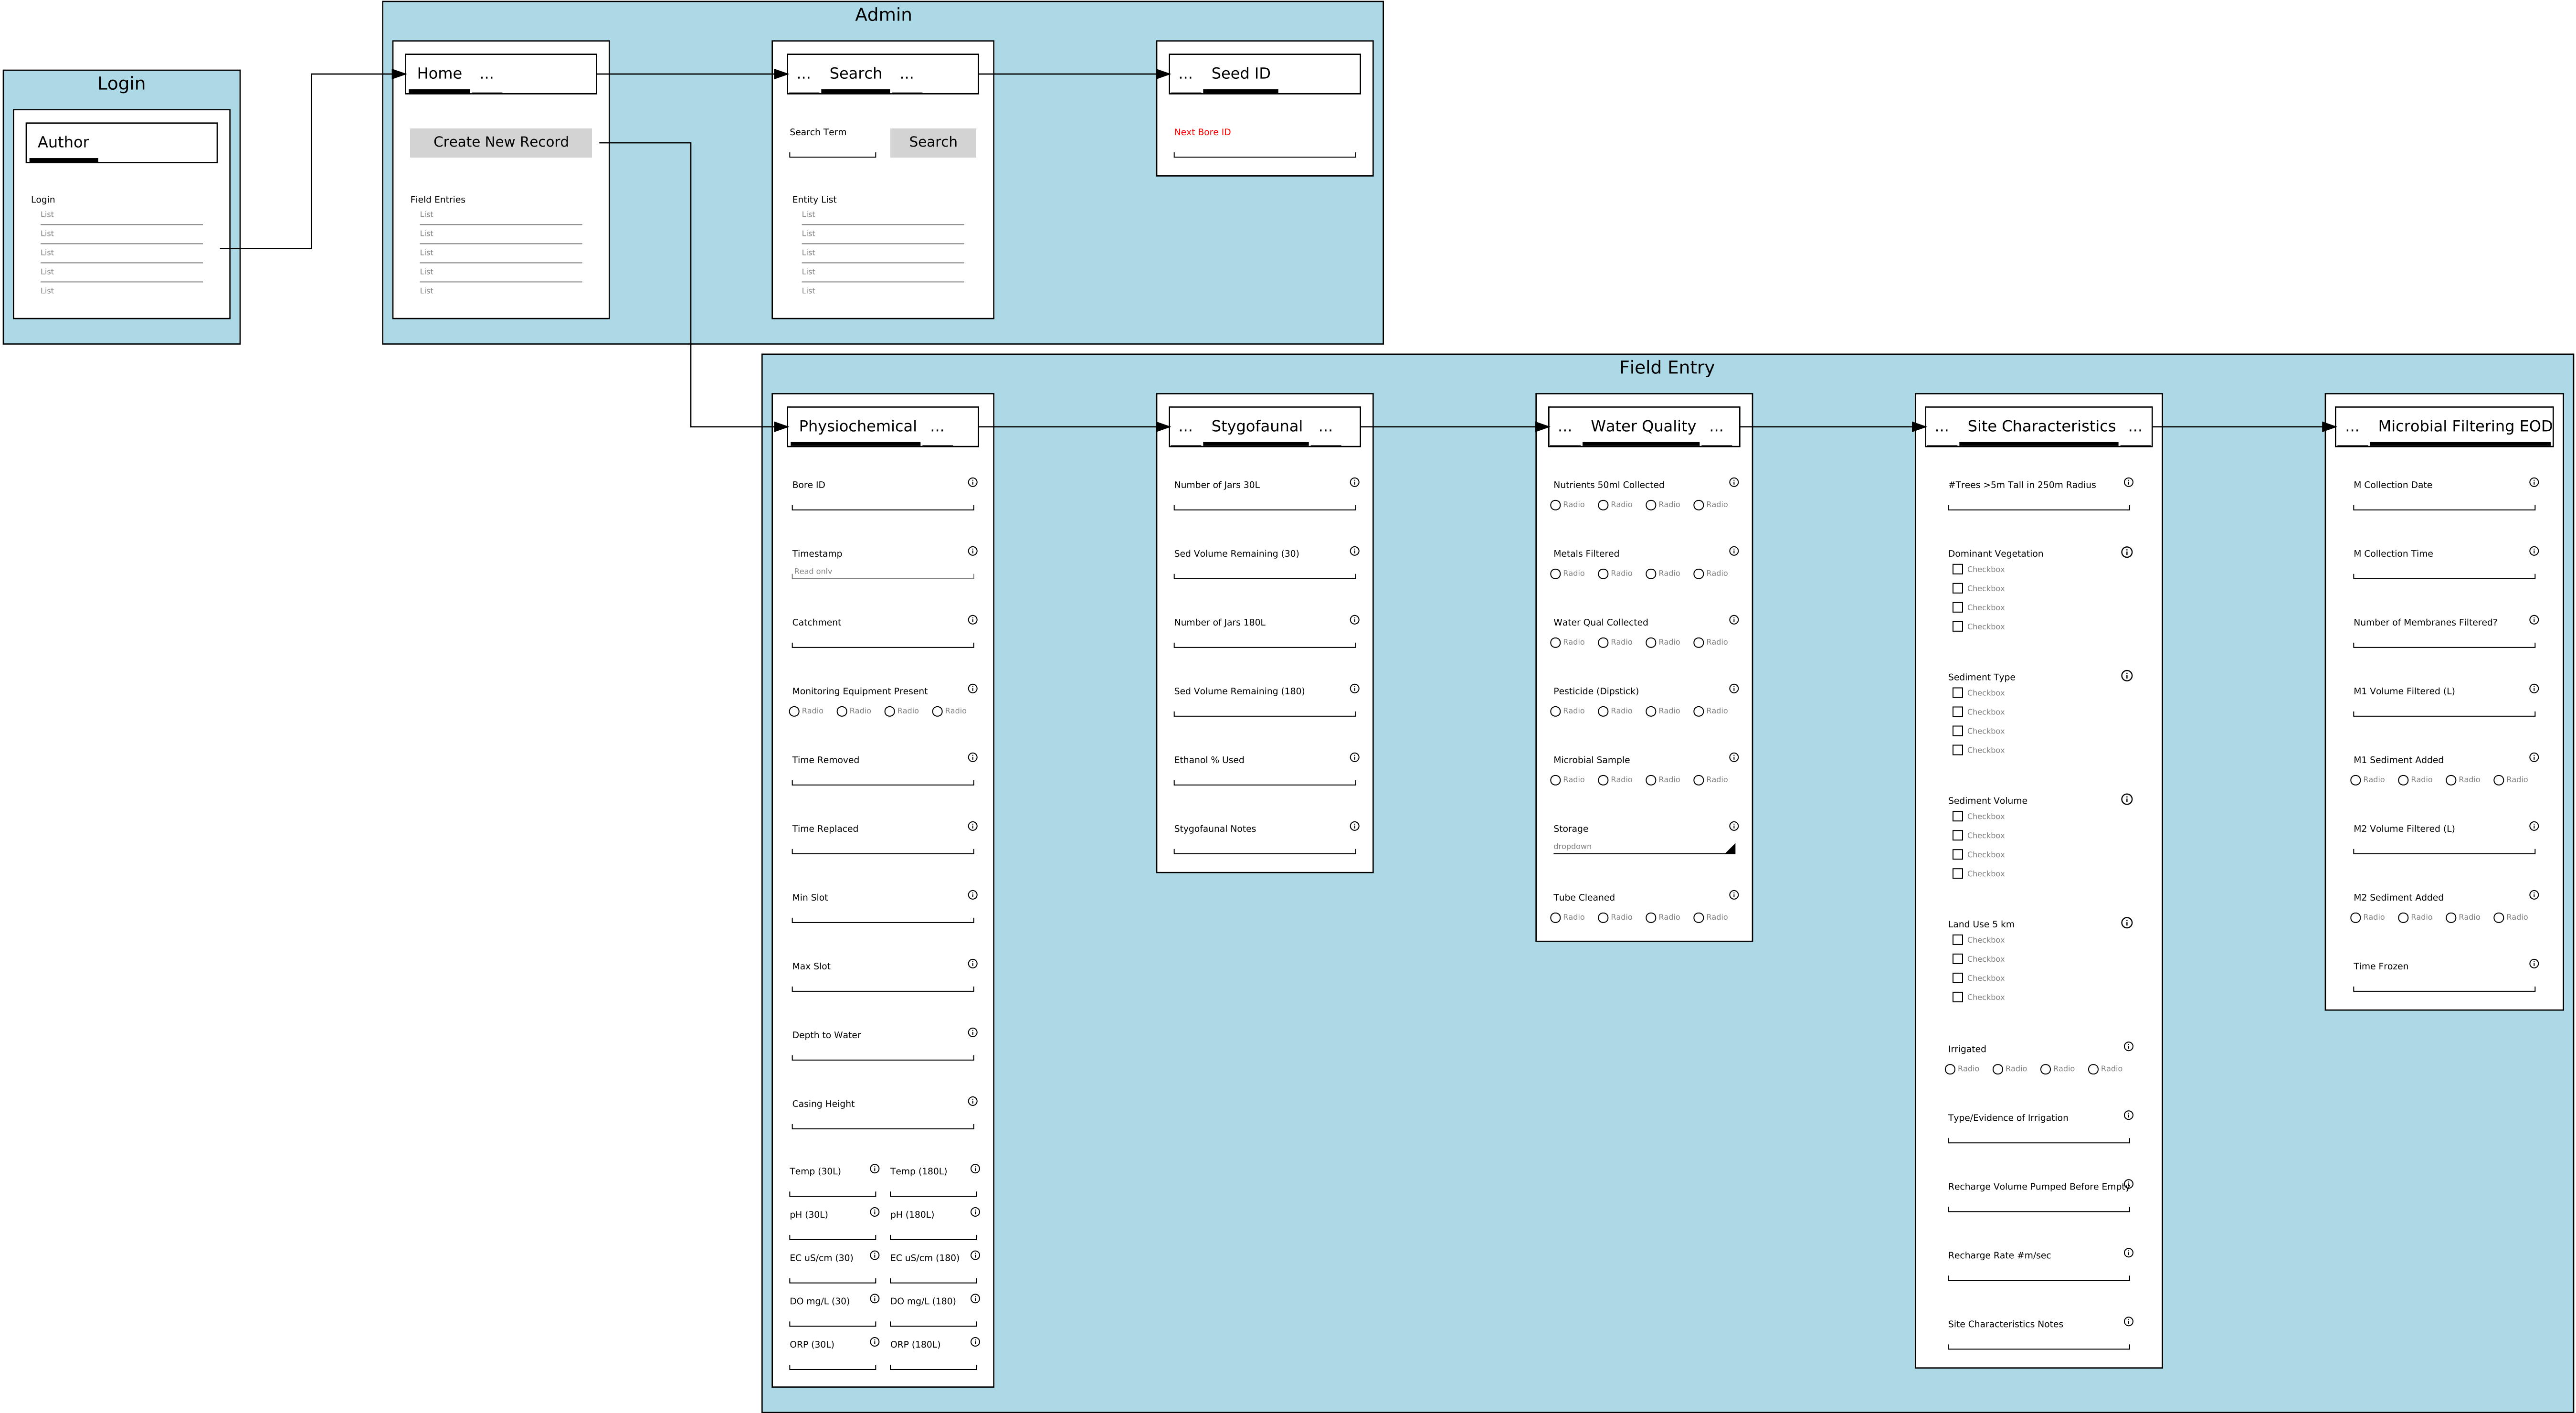 Login
Author
Login
List
List
List
List
List
Admin
Home ...
Create New Record
Field Entries
List
List
List
List
List
... Search ...
Search Term
Search
Entity List
List
List
List
List
List
... Seed ID
Next Bore ID
Field Entry
Physiochemical ...
Bore ID
Timestamp
Read only
Catchment
Monitoring Equipment Present
Radio Radio Radio Radio
Time Removed
Time Replaced
Min Slot
Max Slot
Depth to Water
Casing Height
Temp (30L) Temp (180L)
pH (30L) pH (180L)
EC uS/cm (30) EC uS/cm (180)
DO mg/L (30) DO mg/L (180)
ORP (30L) ORP (180L)
... Stygofaunal ...
Number of Jars 30L
Sed Volume Remaining (30)
Number of Jars 180L
Sed Volume Remaining (180)
Ethanol % Used
Stygofaunal Notes
... Water Quality ...
Nutrients 50ml Collected
Radio Radio Radio Radio
Metals Filtered
Radio Radio Radio Radio
Water Qual Collected
Radio Radio Radio Radio
Pesticide (Dipstick)
Radio Radio Radio Radio
Microbial Sample
Radio Radio Radio Radio
Storage
dropdown
Tube Cleaned
Radio Radio Radio Radio
... Site Characteristics ...
#Trees >5m Tall in 250m Radius
Dominant Vegetation
Checkbox
Checkbox
Checkbox
Checkbox
Sediment Type
Checkbox
Checkbox
Checkbox
Checkbox
Sediment Volume
Checkbox
Checkbox
Checkbox
Checkbox
Land Use 5 km
Checkbox
Checkbox
Checkbox
Checkbox
Irrigated
Radio Radio Radio Radio
Type/Evidence of Irrigation
Recharge Volume Pumped Before Empty
Recharge Rate #m/sec
Site Characteristics Notes
... Microbial Filtering EOD
M Collection Date
M Collection Time
Number of Membranes Filtered?
M1 Volume Filtered (L)
M1 Sediment Added
Radio Radio Radio Radio
M2 Volume Filtered (L)
M2 Sediment Added
Radio Radio Radio Radio
Time Frozen